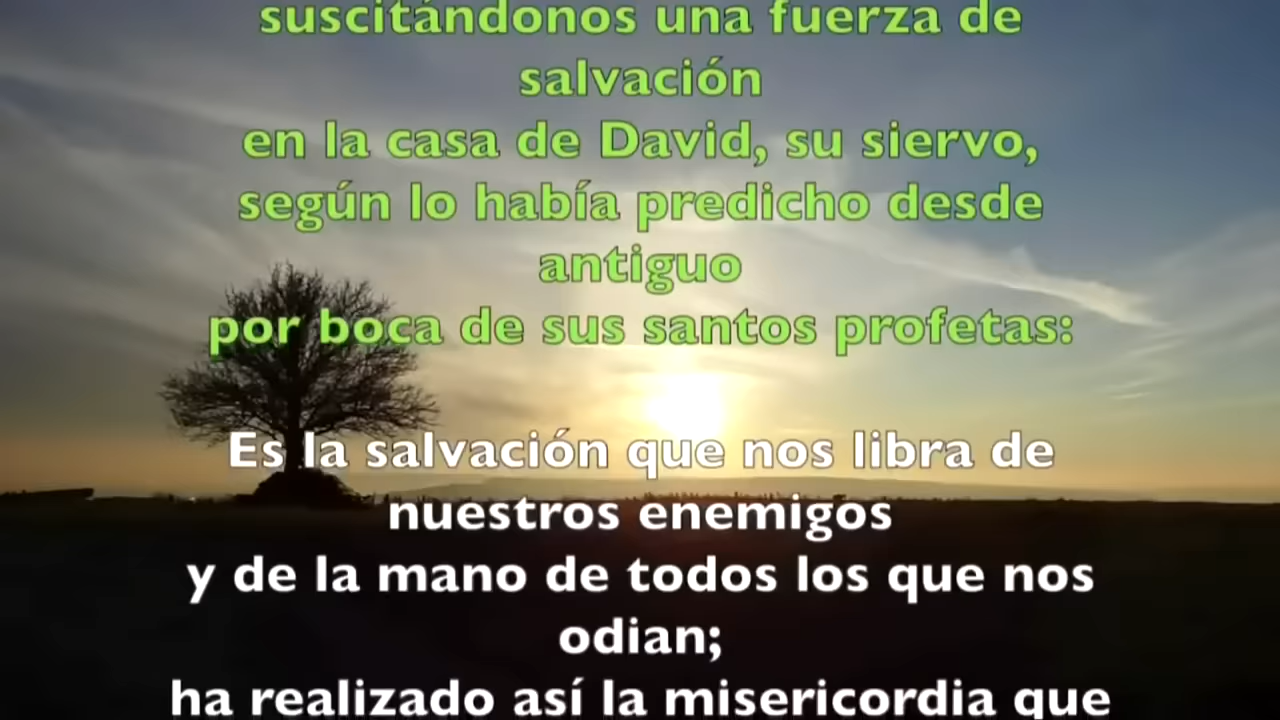 suscitándonos una fuerza de
salvación
en la casa de David, su siervo,
según lo había predicho desde
antiguo
por boca de sus santos profetas:
Es la salvación que nos libra de
nuestros enemigos
y de la mano de todos los que nos
odian;
ha realizado así la misericordia que